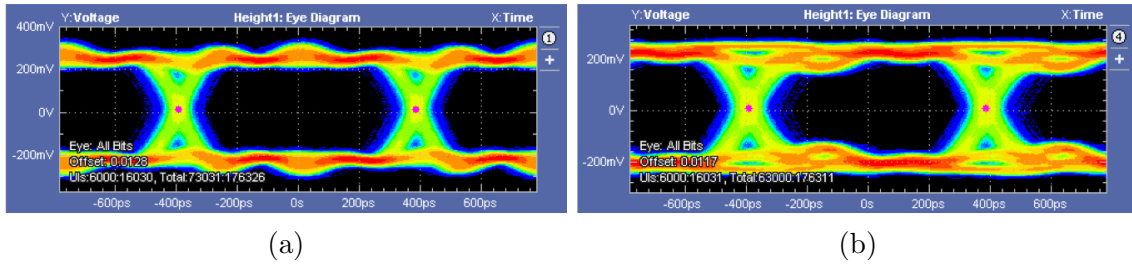 Y:Voltage Height1: Eye Diagram X:Time
400mV
200mV
0V
-200mV
Eye: All Bits
Offset: 0.0128
UIs:6000:16030, Total:73031:176326
-600ps -400ps -200ps 0s 200ps 400ps 600ps
1
+
(a)
Y:Voltage Height1: Eye Diagram X:Time
200mV
0V
-200mV
Eye: All Bits
Offset: 0.0117
UIs:6000:16031, Total:63000:176311
-600ps -400ps -200ps 0s 200ps 400ps 600ps
4
+
(b)